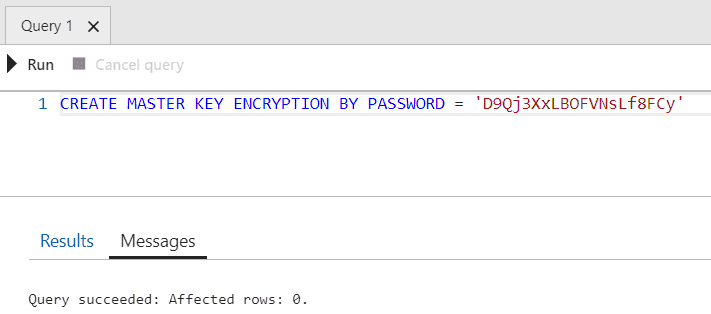 Query 1 ×
Run Cancel query
1 CREATE MASTER KEY ENCRYPTION BY PASSWORD = 'D9Qj3XxLBOFVNsLf8FCy'
Results Messages
Query succeeded: Affected rows: 0.